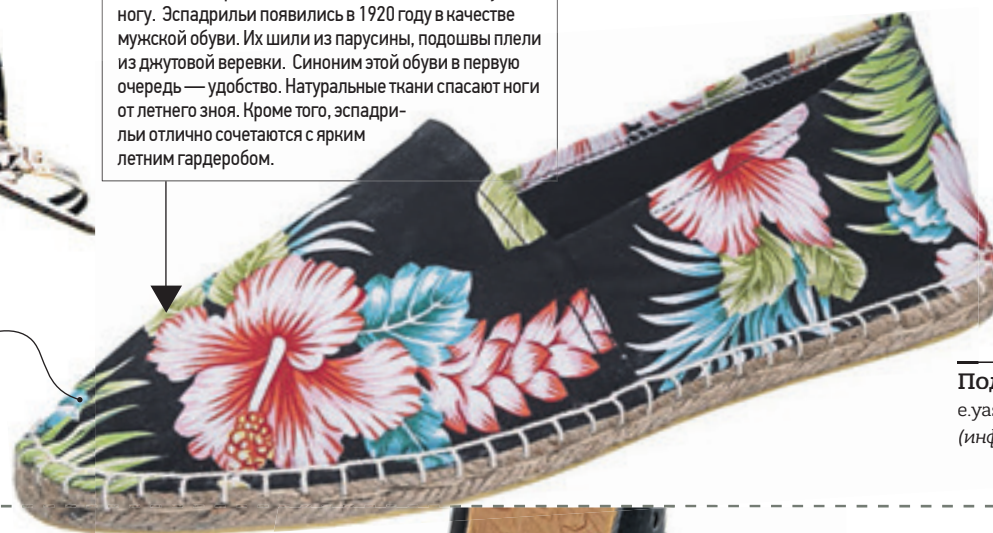 ногу. Эспадрильи появились в 1920 году в качестве
мужской обуви. Их шили из парусины, подошвы плели
из джутовой веревки. Синоним этой обуви в первую
очередь — удобство. Натуральные ткани спасают ноги
от летнего зноя. Кроме того, эспадри-
льи отлично сочетаются с ярким
летним гардеробом.